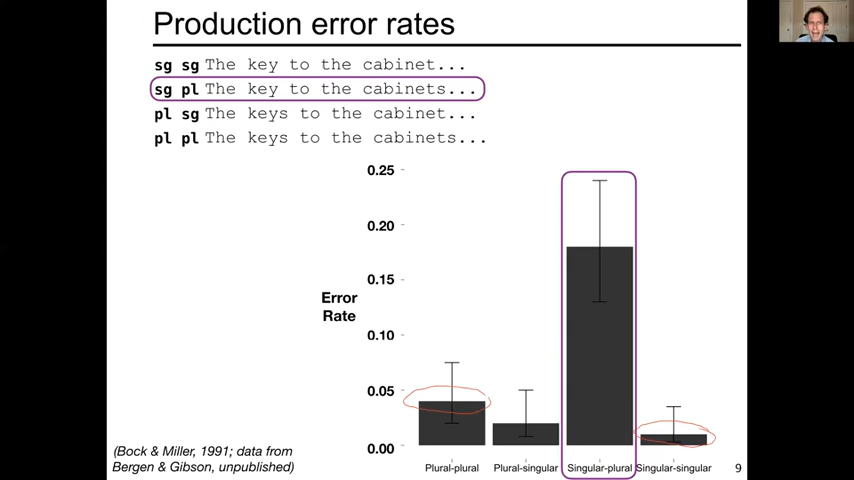 Production error rates
sg sg The key to the cabinet...
sg pl The key to the cabinets...
pl sg The keys to the cabinet...
pl pl The keys to the cabinets...
0.25
0.20
0.15
Error
Rate
0.10
0.05
0.00
Plural-plural Plural-singular Singular-plural Singular-singular
(Bock & Miller, 1991; data from
Bergen & Gibson, unpublished)
9